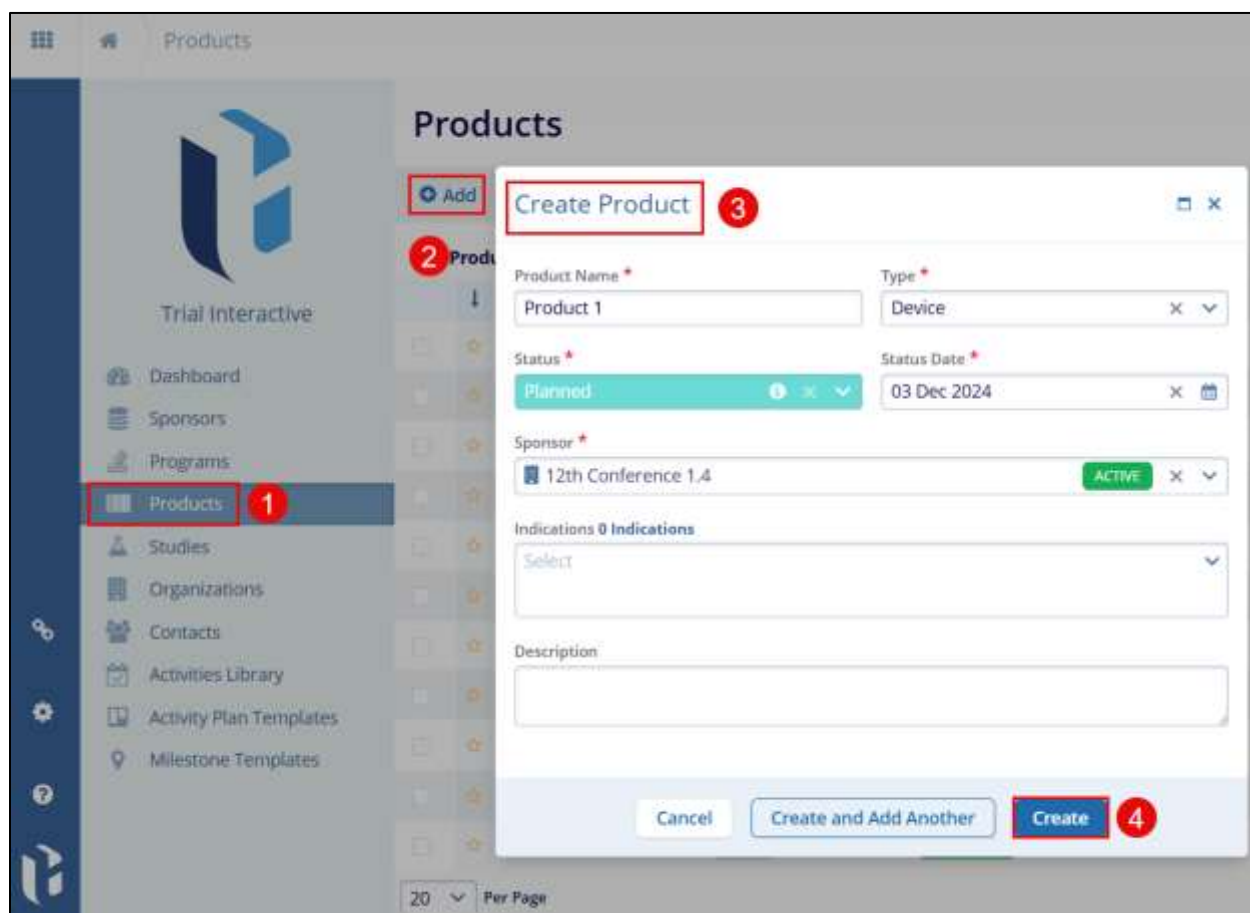 Products
Trial Interactive
Dashboard
Sponsors
Programs
Products 1
Studies
Organizations
Contacts
Activities Library
Activity Plan Templates
Milestone Templates
Products
Add
2 Produ
Create Product 3
Product Name * Type *
Product 1 Device
Status * Status Date *
Planned 03 Dec 2024
Sponsor *
12th Conference 1.4 ACTIVE
Indications 0 Indications
Select
Description
Cancel Create and Add Another Create 4
20 Per Page